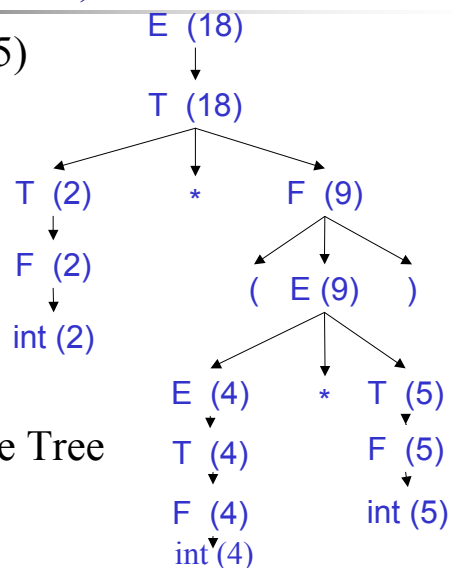 E (18)
5)
T (18)
T (2) * F (9)
F (2)
( E (9) )
int (2)
E (4) * T (5)
e Tree
T (4) F (5)
F (4) int (5)
int (4)